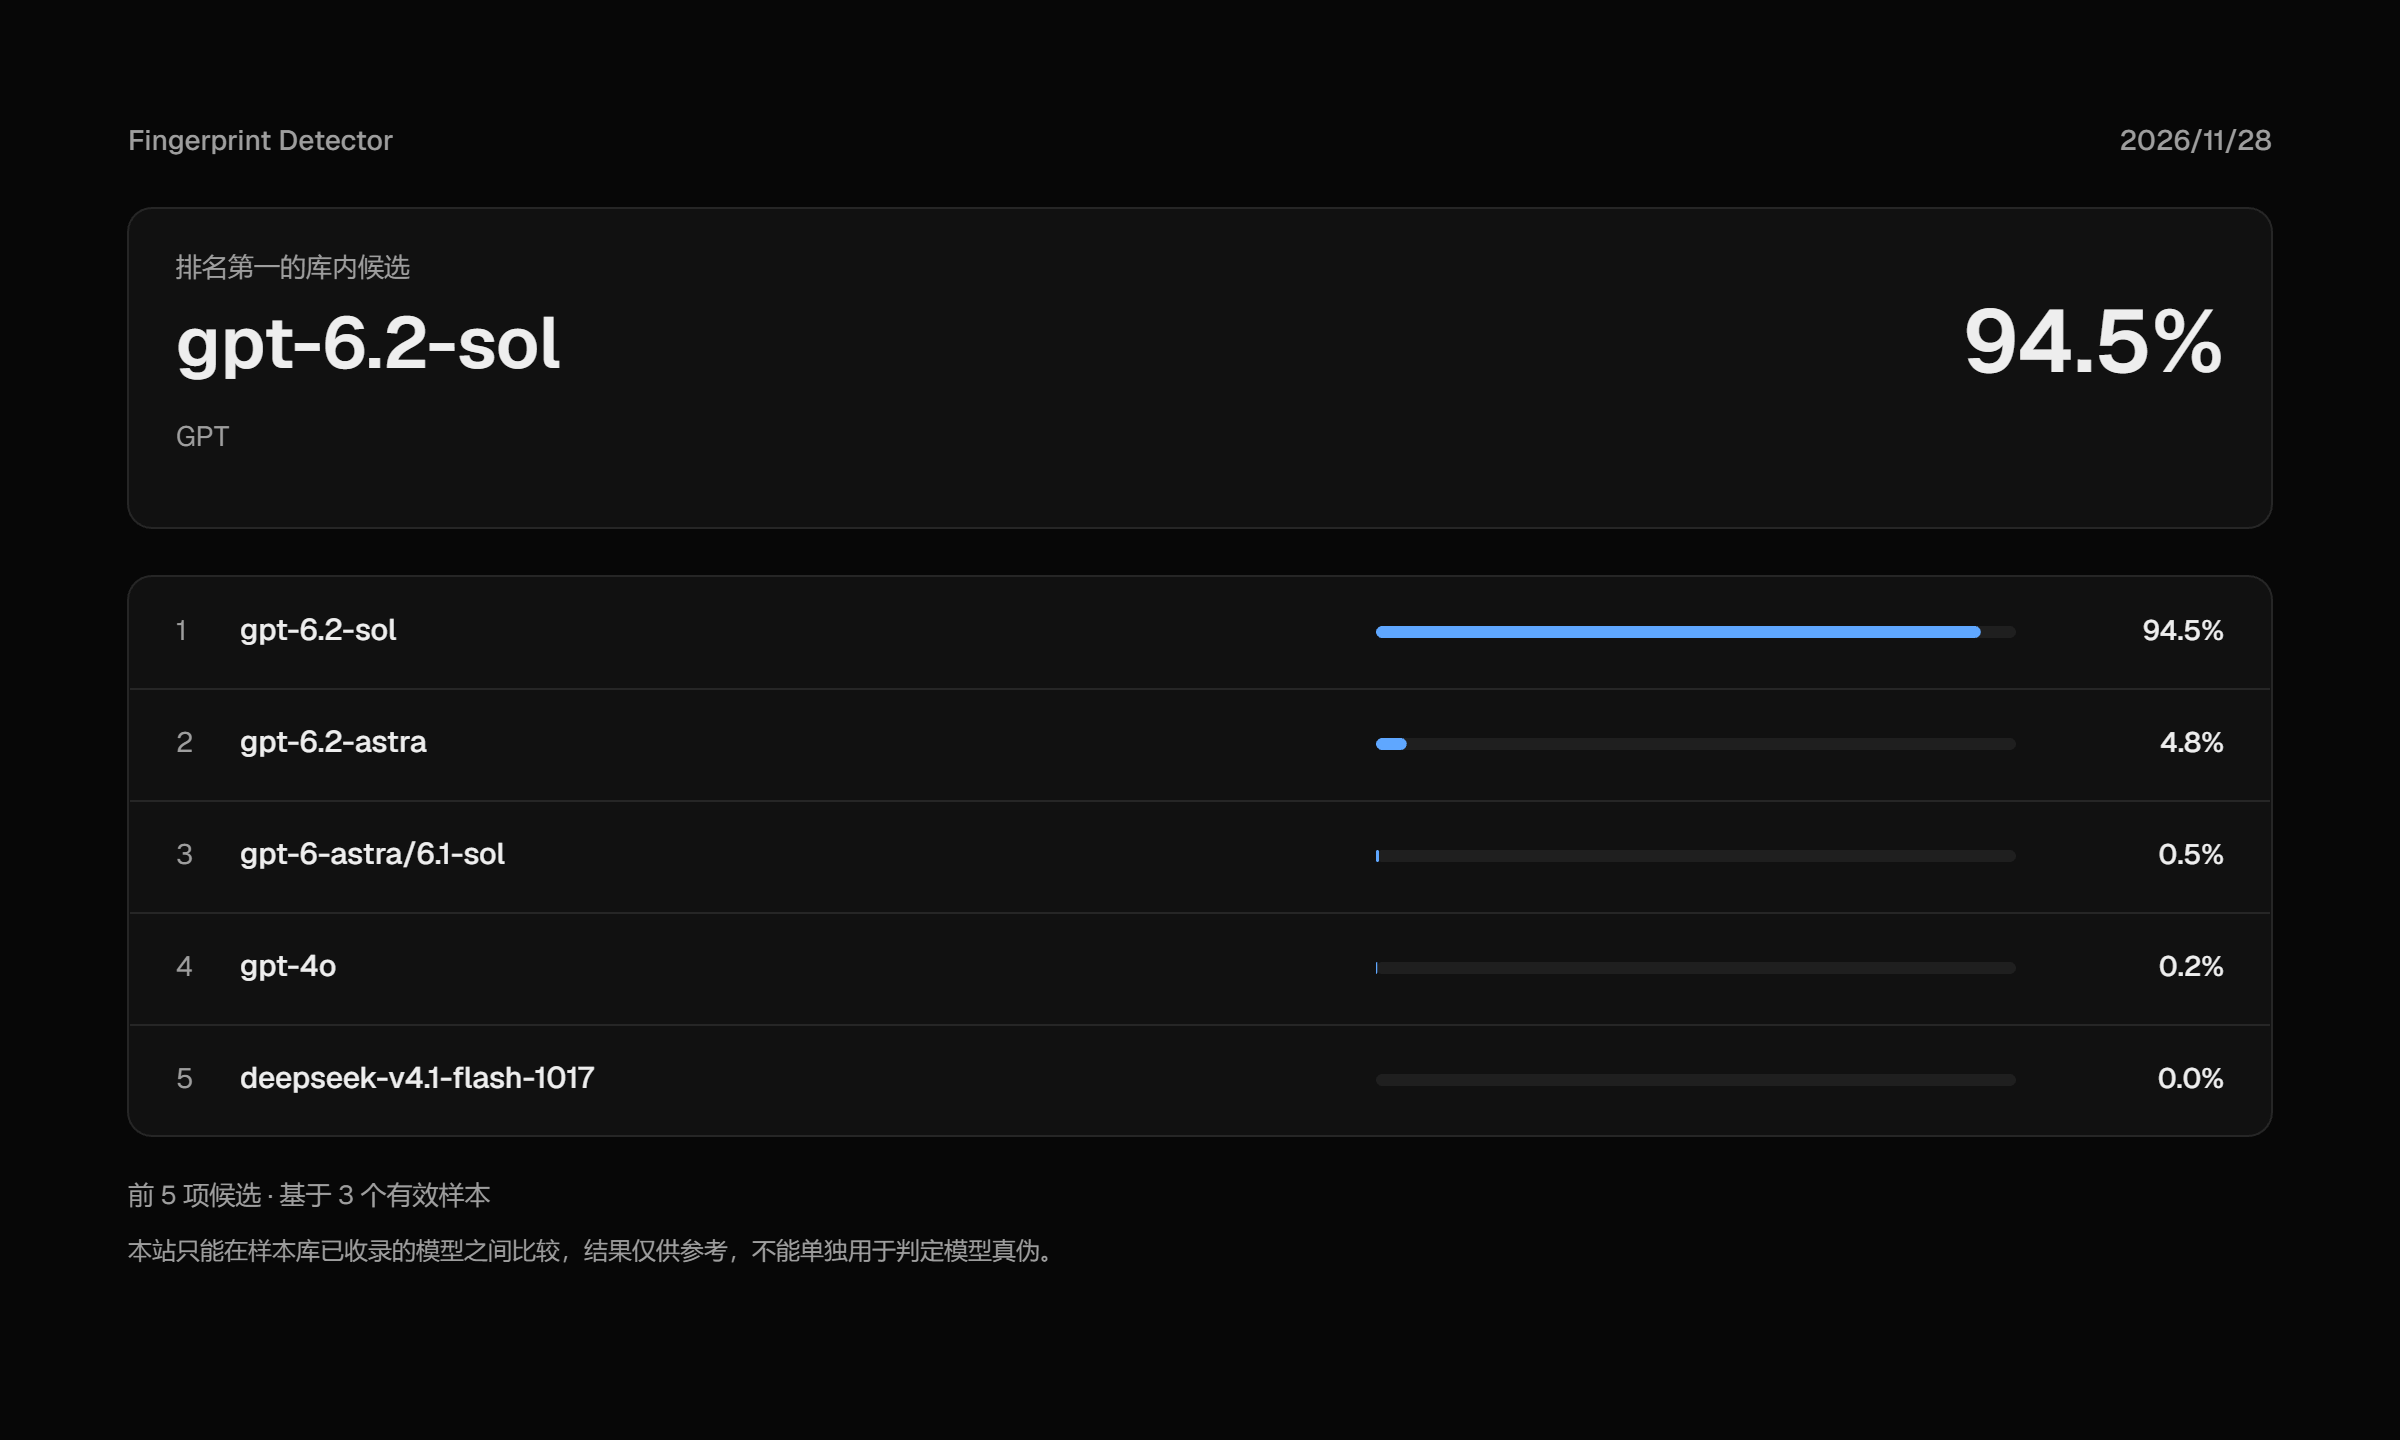 Fingerprint Detector
2026/11/28
排名第一的库内候选
gpt-6.2-sol
94.5%
GPT
1 gpt-6.2-sol 94.5%
2 gpt-6.2-astra 4.8%
3 gpt-6-astra/6.1-sol 0.5%
4 gpt-4o 0.2%
5 deepseek-v4.1-flash-1017 0.0%
前 5 项候选 · 基于 3 个有效样本
本站只能在样本库已收录的模型之间比较，结果仅供参考，不能单独用于判定模型真伪。